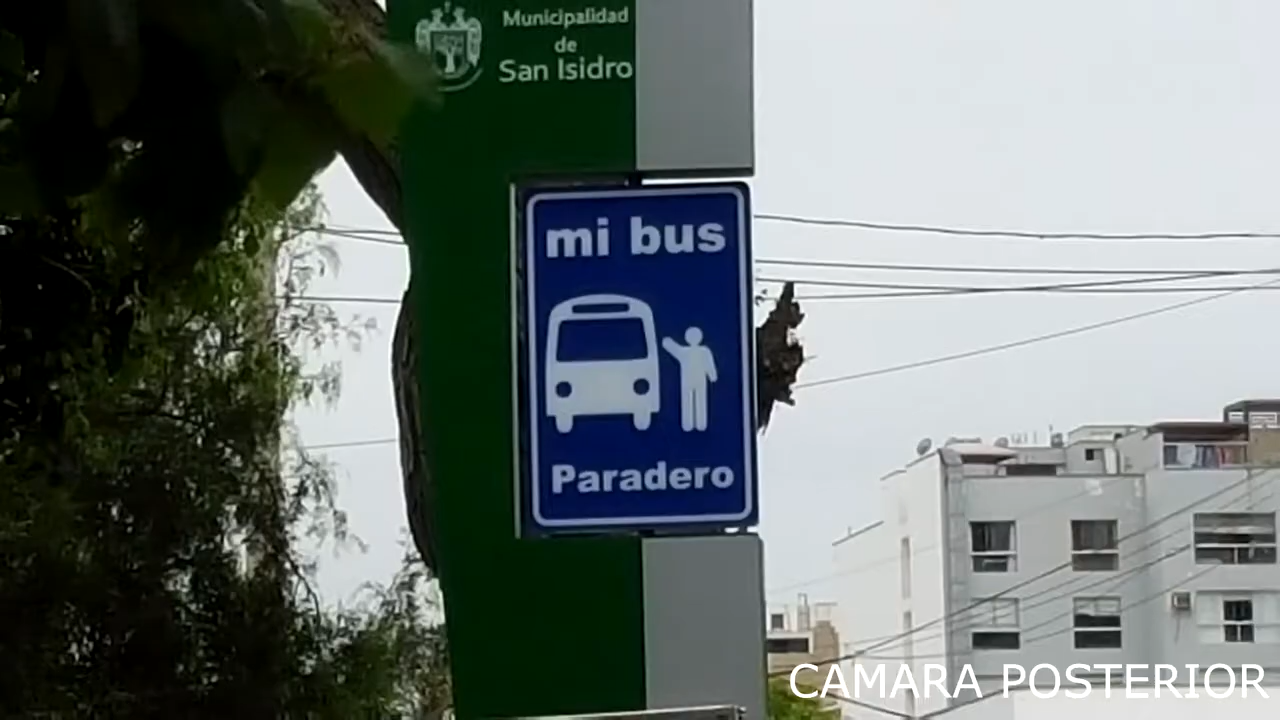 Municipalidad
de
San Isidro
mi bus
Paradero
CAMARA POSTERIOR